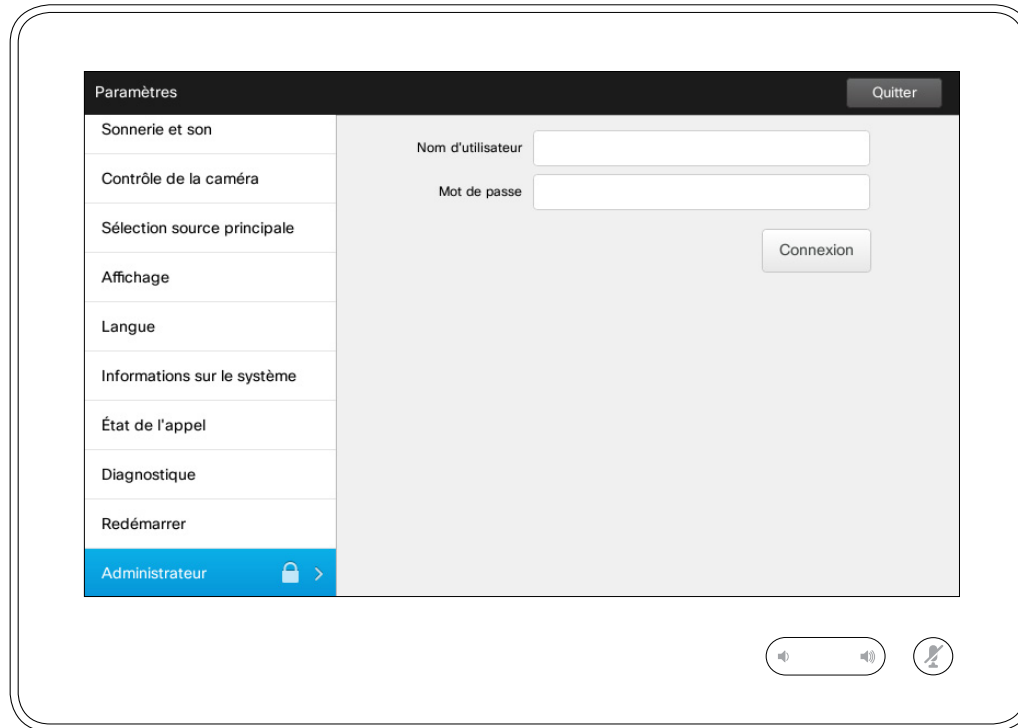 Paramètres
Quitter
Sonnerie et son
Contrôle de la caméra
Sélection source principale
Affichage
Langue
Informations sur le système
État de l'appel
Diagnostique
Redémarrer
Administrateur
Nom d'utilisateur
Mot de passe
Connexion